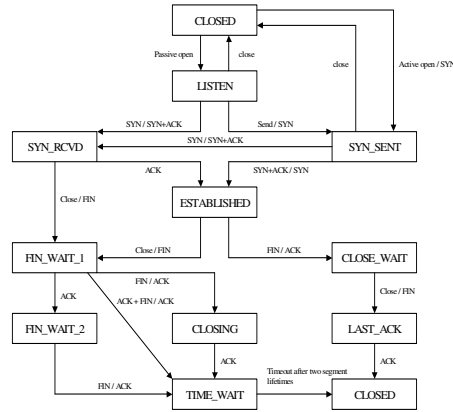 CLOSED
Passive open
close
close
Active open / SYN
LISTEN
SYN / SYN+ACK
Send / SYN
SYN_RCVD
SYN / SYN+ACK
SYN_SENT
ACK
SYN+ACK / SYN
Close / FIN
ESTABLISHED
Close / FIN
FIN / ACK
FIN_WAIT_1
CLOSE_WAIT
FIN / ACK
ACK
ACK + FIN / ACK
Close / FIN
FIN_WAIT_2
CLOSING
LAST_ACK
ACK
ACK
Timeout after two segment
lifetimes
FIN / ACK
TIME_WAIT
CLOSED